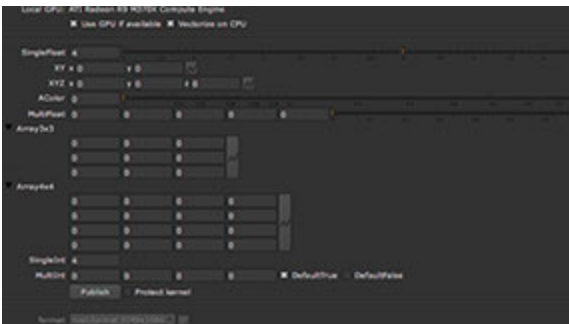 Local GPU: ATI Radeon R9 M370X Compute Engine
Use GPU if available Vectorize on CPU
SingleFloat 4
XY x 0 y 0
XYZ x 0 y 0 z 0
AColor 0
MultiFloat 0 0 0 0 0
Array3x3
0 0 0
0 0 0
0 0 0
Array4x4
0 0 0 0
0 0 0 0
0 0 0 0
0 0 0 0
SingleInt 4
MultiInt 0 0 0 0 DefaultTrue DefaultFalse
Publish Protect kernel
format